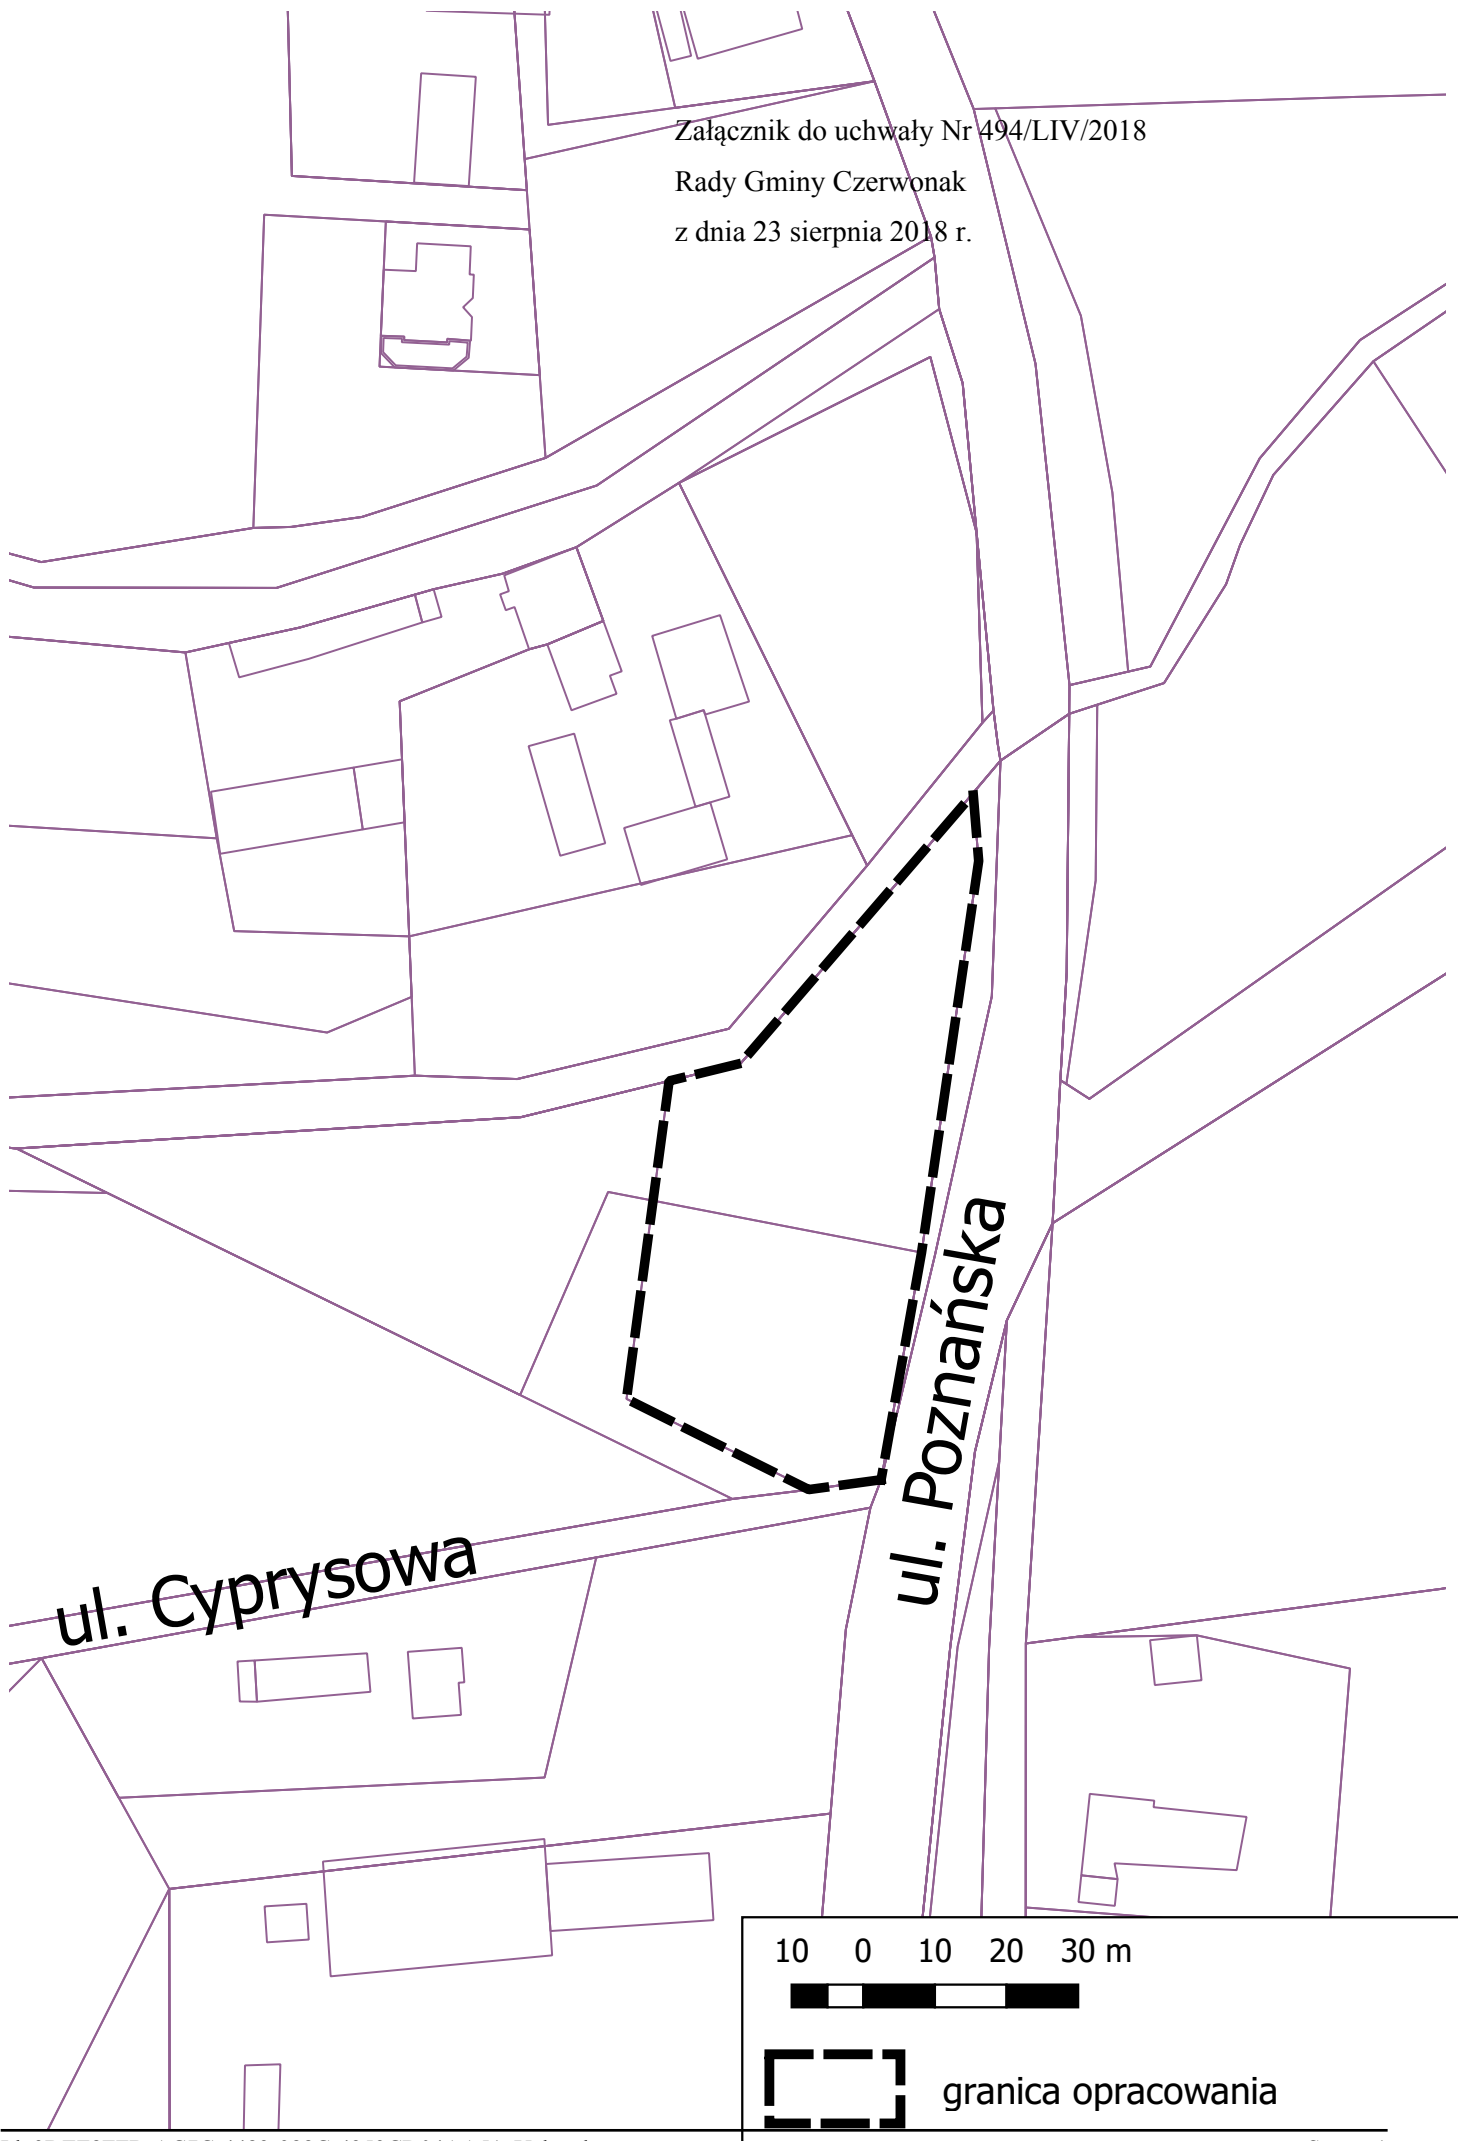 Załącznik do uchwały Nr 494/LIV/2018
Rady Gminy Czerwonak
z dnia 23 sierpnia 2018 r.
ul. Poznańska
ul. Cyprysowa
10 0 10 20 30 m
granica opracowania